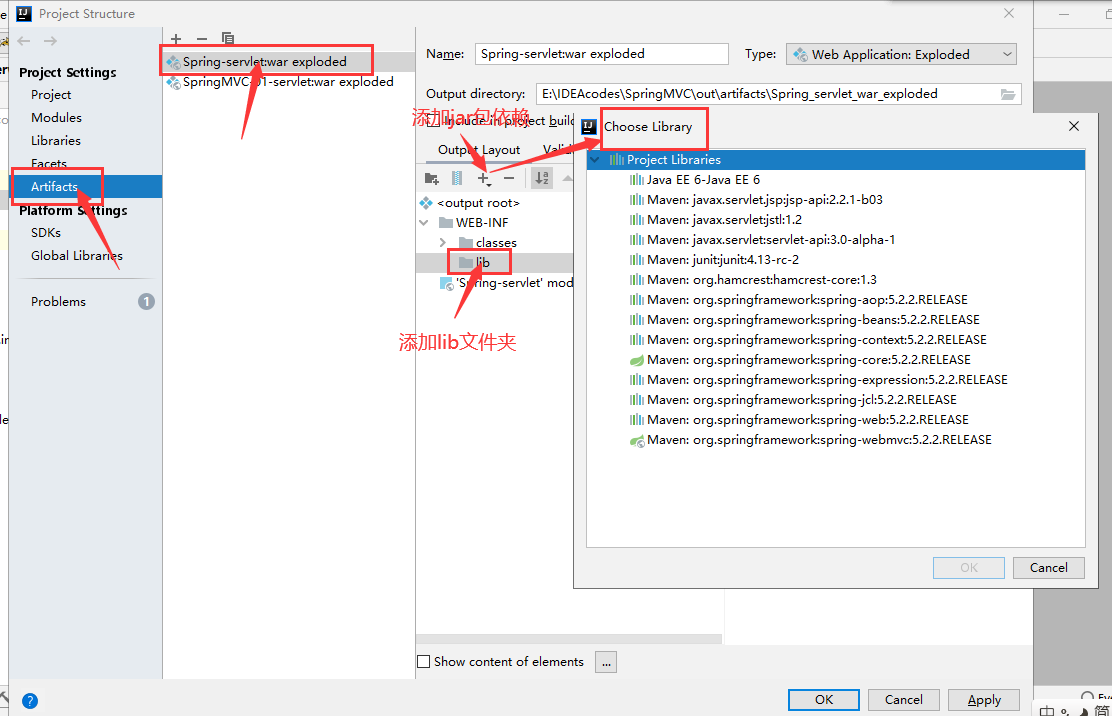 Project Structure
Project Settings
Project
Modules
Libraries
Facets
Artifacts
Platform Settings
SDKs
Global Libraries
Problems
1
Spring-servlet:war exploded
SpringMVC-01-servlet:war exploded
Name:
Spring-servlet:war exploded
Type:
Web Application: Exploded
Output directory:
E:\IDEAcodes\SpringMVC\out\artifacts\Spring_servlet_war_exploded
添加jar包依赖
Include in project build
Output Layout
Valid
<output root>
WEB-INF
classes
lib
'Spring-servlet' mod
添加lib文件夹
Choose Library
Project Libraries
Java EE 6-Java EE 6
Maven: javax.servlet.jsp:jsp-api:2.2.1-b03
Maven: javax.servlet:jstl:1.2
Maven: javax.servlet:servlet-api:3.0-alpha-1
Maven: junit:junit:4.13-rc-2
Maven: org.hamcrest:hamcrest-core:1.3
Maven: org.springframework:spring-aop:5.2.2.RELEASE
Maven: org.springframework:spring-beans:5.2.2.RELEASE
Maven: org.springframework:spring-context:5.2.2.RELEASE
Maven: org.springframework:spring-core:5.2.2.RELEASE
Maven: org.springframework:spring-expression:5.2.2.RELEASE
Maven: org.springframework:spring-jcl:5.2.2.RELEASE
Maven: org.springframework:spring-web:5.2.2.RELEASE
Maven: org.springframework:spring-webmvc:5.2.2.RELEASE
OK
Cancel
Show content of elements
...
?
OK
Cancel
Apply
中
简